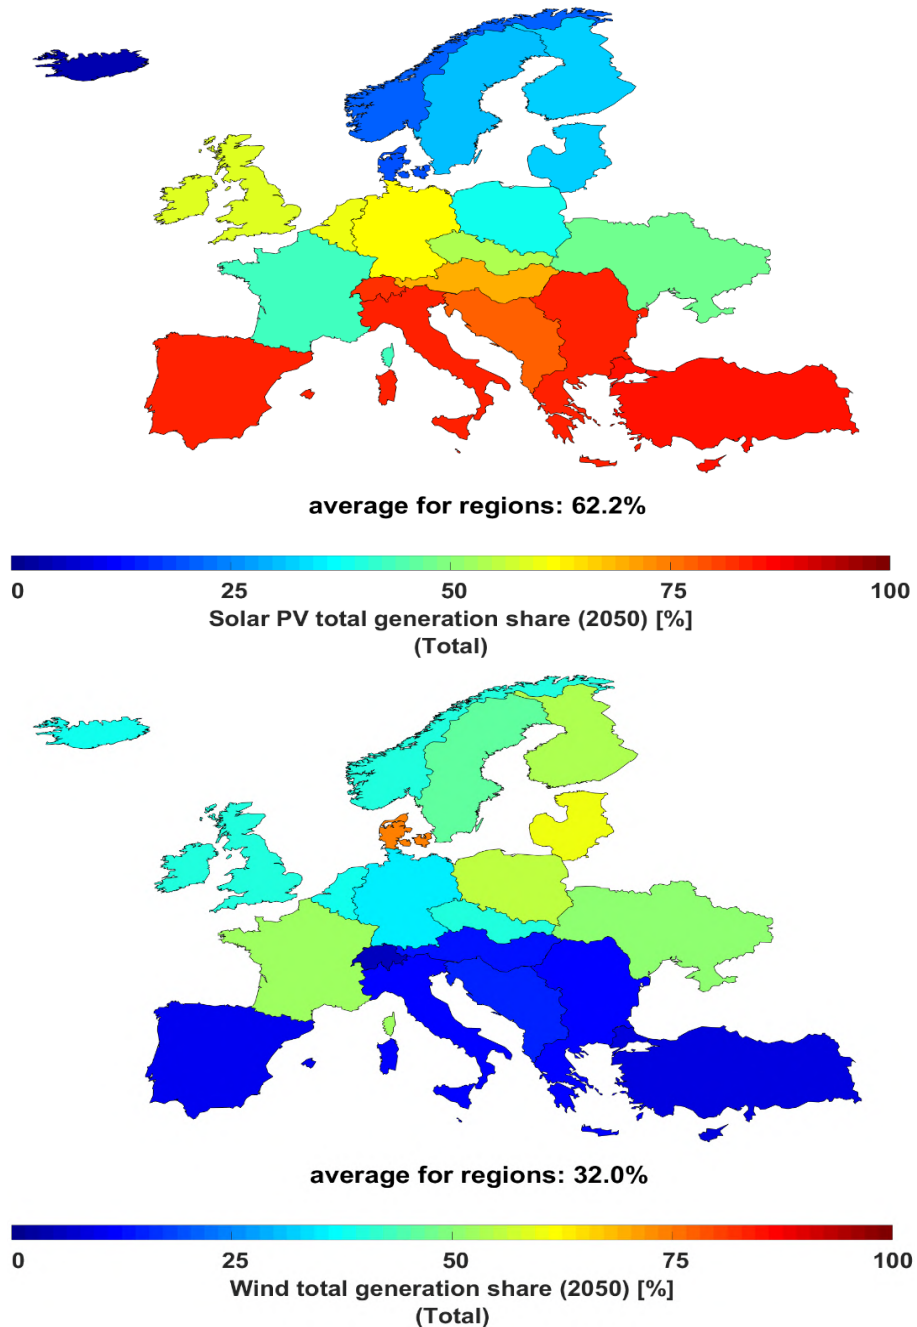 average for regions: 62.2%
0 25 50 75 100
Solar PV total generation share (2050) [%]
(Total)
average for regions: 32.0%
0 25 50 75 100
Wind total generation share (2050) [%]
(Total)